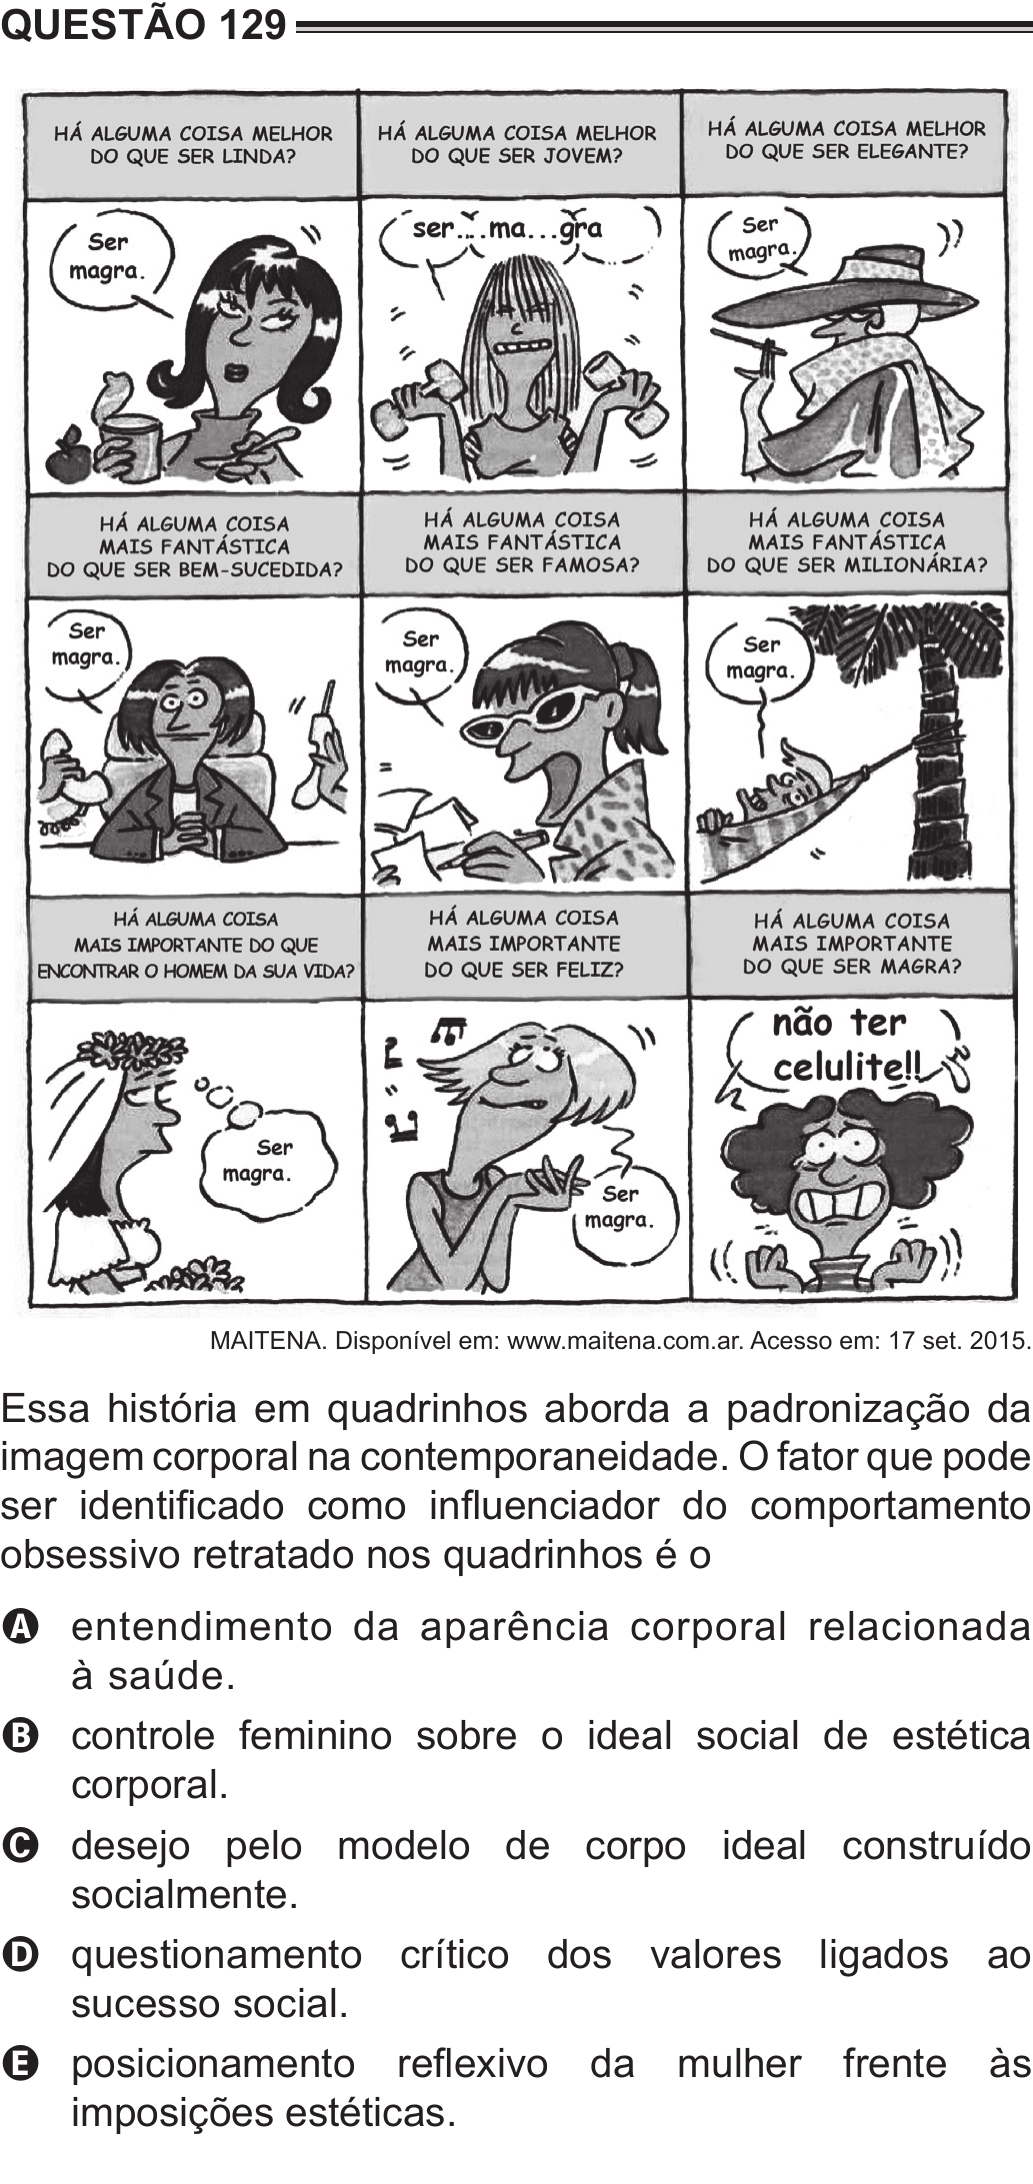 QUESTÃO 129
HÁ ALGUMA COISA MELHOR
DO QUE SER LINDA?
Ser
magra.
HÁ ALGUMA COISA MELHOR
DO QUE SER JOVEM?
ser...ma...gra
HÁ ALGUMA COISA MELHOR
DO QUE SER ELEGANTE?
Ser
magra.
HÁ ALGUMA COISA
MAIS FANTÁSTICA
DO QUE SER BEM-SUCEDIDA?
Ser
magra.
HÁ ALGUMA COISA
MAIS FANTÁSTICA
DO QUE SER FAMOSA?
Ser
magra.
HÁ ALGUMA COISA
MAIS FANTÁSTICA
DO QUE SER MILIONÁRIA?
Ser
magra.
HÁ ALGUMA COISA
MAIS IMPORTANTE DO QUE
ENCONTRAR O HOMEM DA SUA VIDA?
Ser
magra.
HÁ ALGUMA COISA
MAIS IMPORTANTE
DO QUE SER FELIZ?
Ser
magra.
HÁ ALGUMA COISA
MAIS IMPORTANTE
DO QUE SER MAGRA?
não ter
celulite!!
MAITENA. Disponível em: www.maitena.com.ar. Acesso em: 17 set. 2015.
Essa história em quadrinhos aborda a padronização da
imagem corporal na contemporaneidade. O fator que pode
ser identificado como influenciador do comportamento
obsessivo retratado nos quadrinhos é o
A entendimento da aparência corporal relacionada
à saúde.
B controle feminino sobre o ideal social de estética
corporal.
C desejo pelo modelo de corpo ideal construído
socialmente.
D questionamento crítico dos valores ligados ao
sucesso social.
E posicionamento reflexivo da mulher frente às
imposições estéticas.